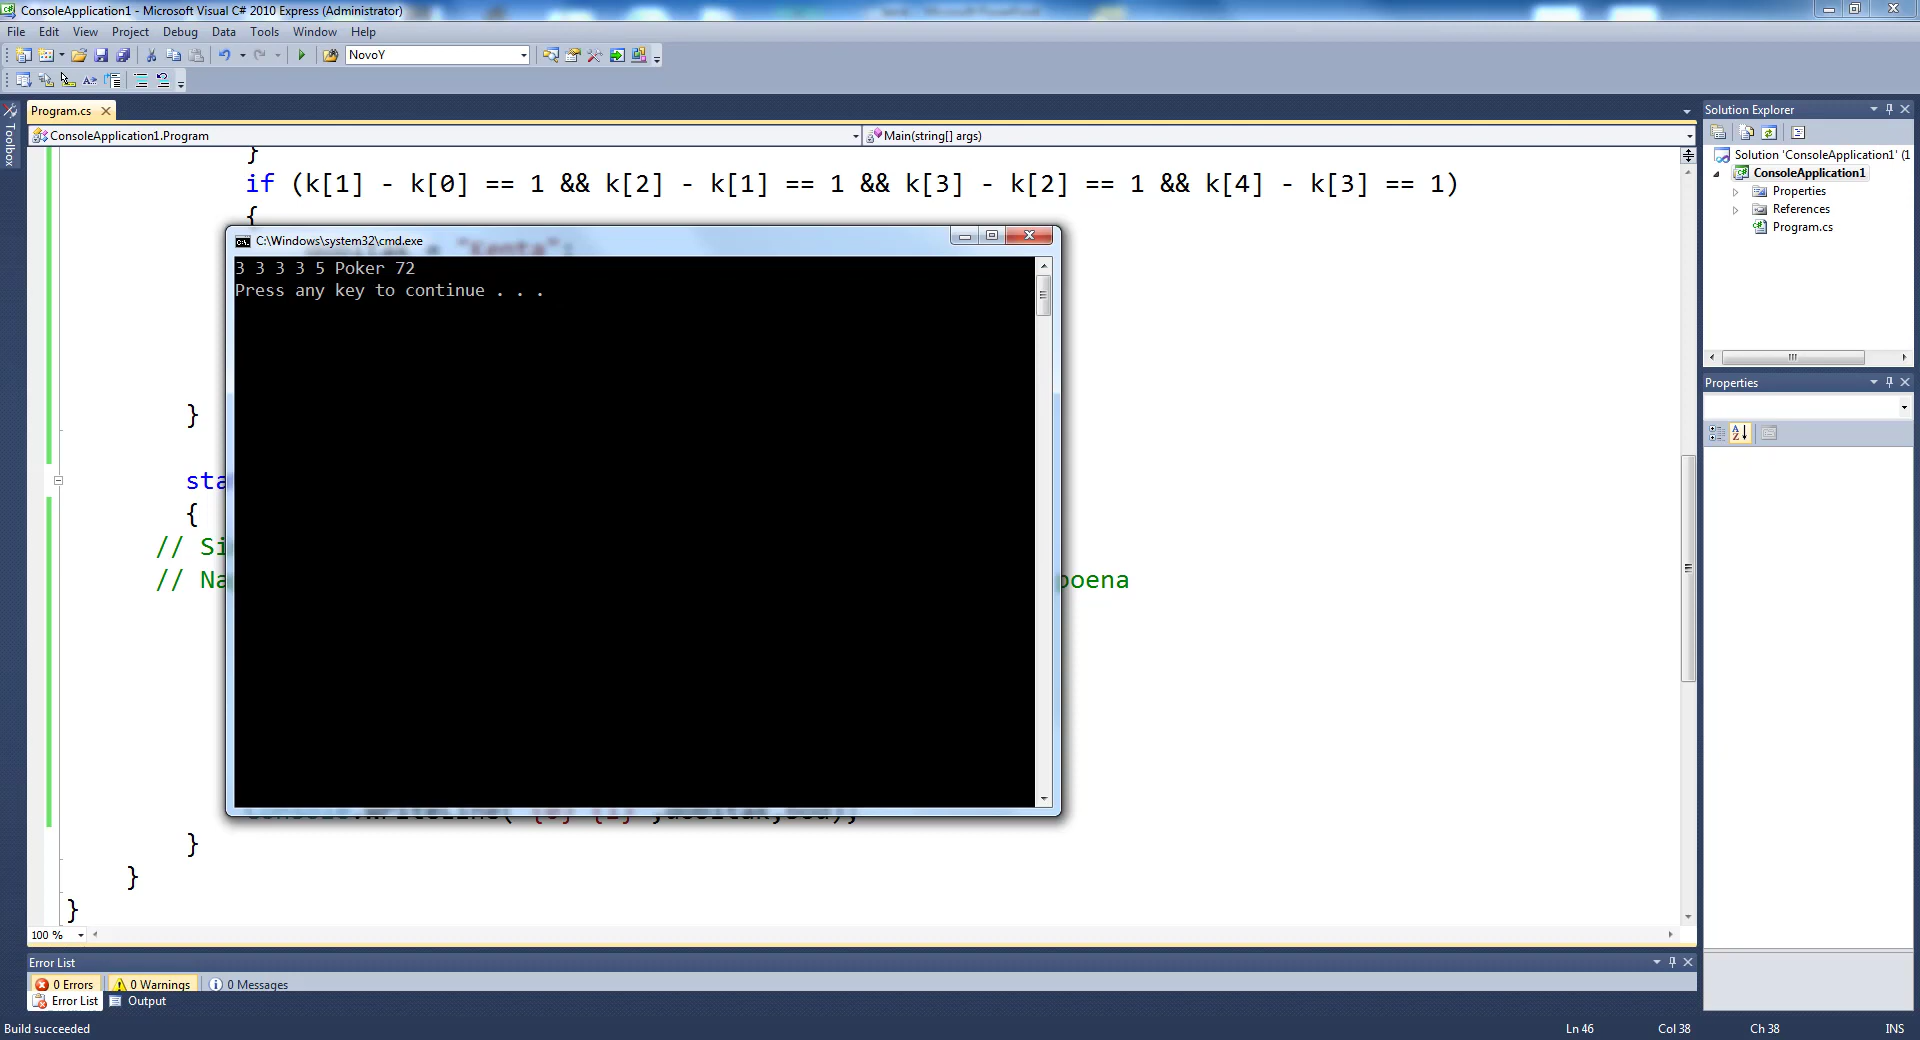 ConsoleApplication1 - Microsoft Visual C# 2010 Express (Administrator)
File Edit View Project Debug Data Tools Window Help
NovoY
Toolbox
Program.cs
ConsoleApplication1.Program
Main(string[] args)
}
if (k[1] - k[0] == 1 && k[2] - k[1] == 1 && k[3] - k[2] == 1 && k[4] - k[3] == 1)
{
"Kenta";
C:\Windows\system32\cmd.exe
3 3 3 3 5 Poker 72
Press any key to continue . . .
}
sta
{
// Si
// Na
poena
}
}
}
100 %
Solution Explorer
Solution 'ConsoleApplication1' (1
ConsoleApplication1
Properties
References
Program.cs
Properties
Error List
0 Errors
0 Warnings
0 Messages
Error List
Output
Build succeeded
Ln 46
Col 38
Ch 38
INS